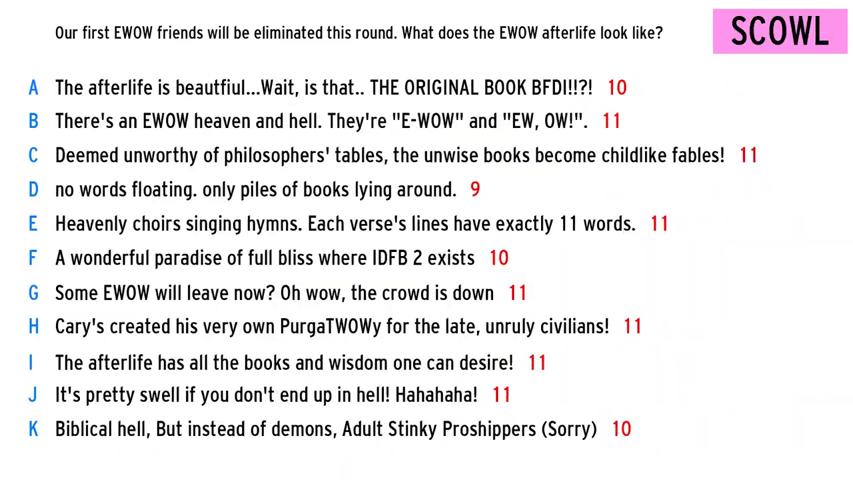 Our first EWOW friends will be eliminated this round. What does the EWOW afterlife look like?
SCOWL
A The afterlife is beautfiul...Wait, is that.. THE ORIGINAL BOOK BFDI!!?! 10
B There's an EWOW heaven and hell. They're "E-WOW" and "EW, OW!". 11
C Deemed unworthy of philosophers' tables, the unwise books become childlike fables! 11
D no words floating. only piles of books lying around. 9
E Heavenly choirs singing hymns. Each verse's lines have exactly 11 words. 11
F A wonderful paradise of full bliss where IDFB 2 exists 10
G Some EWOW will leave now? Oh wow, the crowd is down 11
H Cary's created his very own PurgaTWOWy for the late, unruly civilians! 11
I The afterlife has all the books and wisdom one can desire! 11
J It's pretty swell if you don't end up in hell! Hahahaha! 11
K Biblical hell, But instead of demons, Adult Stinky Proshippers (Sorry) 10